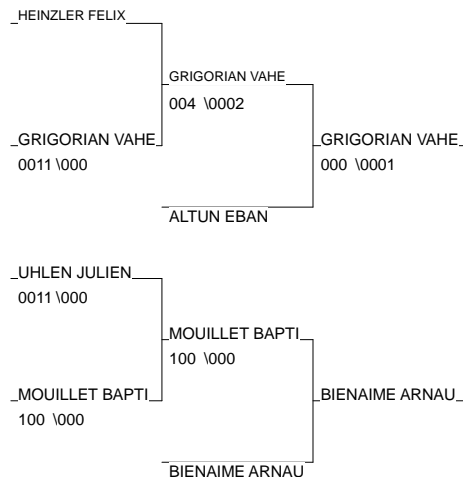 HEINZLER FELIX
GRIGORIAN VAHE
004 \0002
GRIGORIAN VAHE
0011 \000
GRIGORIAN VAHE
000 \0001
ALTUN EBAN
UHLEN JULIEN
0011 \000
MOUILLET BAPTI
100 \000
MOUILLET BAPTI
100 \000
BIENAIME ARNAU
BIENAIME ARNAU